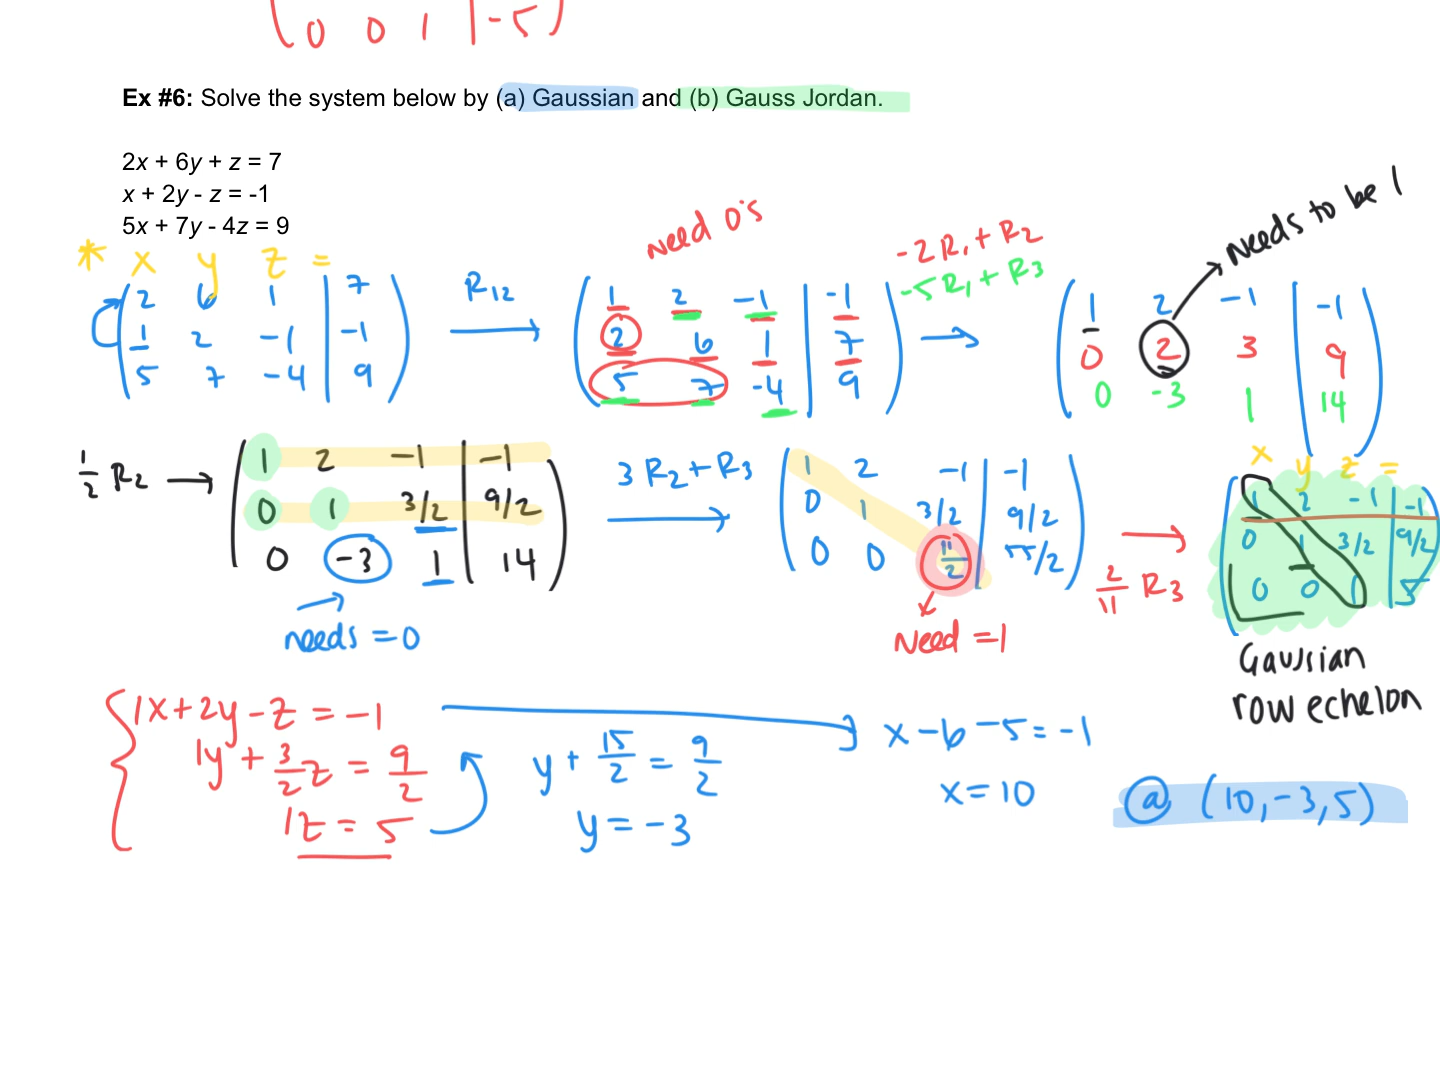 (0 0 1 | -5)
Ex #6: Solve the system below by (a) Gaussian and (b) Gauss Jordan.
2x + 6y + z = 7
x + 2y - z = -1
5x + 7y - 4z = 9
* x y z =
2 6 1 | 7
1 2 -1 | -1
5 7 -4 | 9
R₁₂
need 0's
1 2 -1 | -1
2 6 1 | 7
5 7 -4 | 9
-2R₁ + R₂
-5R₁ + R₃
Needs to be 1
1 2 -1 | -1
0 2 3 | 9
0 -3 1 | 14
1/2 R₂ →
1 2 -1 | -1
0 1 3/2 | 9/2
0 -3 1 | 14
needs = 0
3R₂ + R₃
1 2 -1 | -1
0 1 3/2 | 9/2
0 0 11/2 | 55/2
Need = 1
2/11 R₃
x y z =
1 2 -1 | -1
0 1 3/2 | 9/2
0 0 1 | 5
Gaussian
row echelon
1x + 2y - z = -1
1y + 3/2 z = 9/2
1z = 5
y + 15/2 = 9/2
y = -3
x - 6 - 5 = -1
x = 10
ⓐ (10, -3, 5)